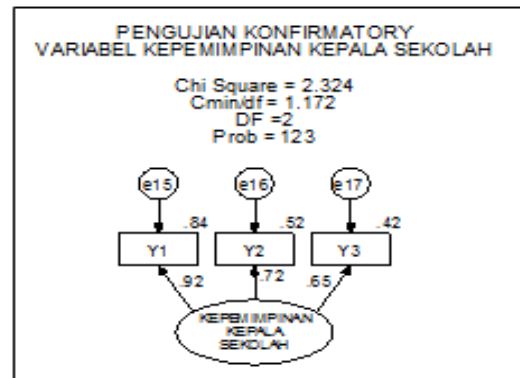 PENGUJIAN KONFIRMATORY
VARIABEL KEPEMIMPINAN KEPALA SEKOLAH
Chi Square = 2.324
Cmin/df = 1.172
DF =2
Prob = 123
e15 e16 e17
.84 .52 .42
Y1 Y2 Y3
.92 .72 .65
KEPEMIMPINAN
KEPALA
SEKOLAH